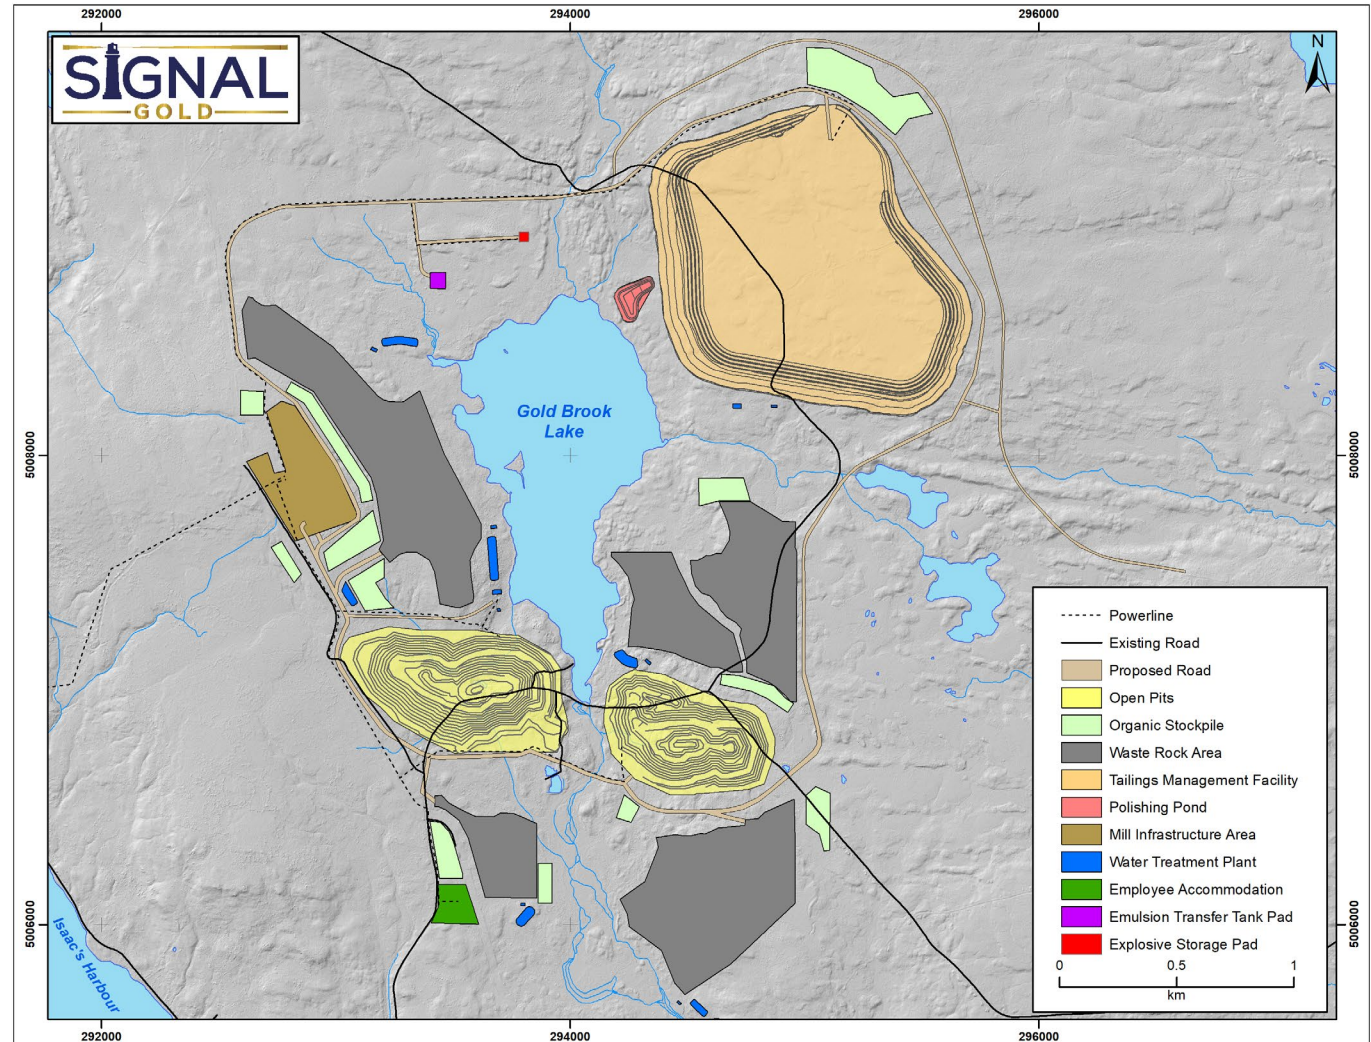 292000
294000
296000
SIGNAL
GOLD
N
Gold Brook
Lake
5008000
5008000
Powerline
Existing Road
Proposed Road
Open Pits
Organic Stockpile
Waste Rock Area
Tailings Management Facility
Polishing Pond
Mill Infrastructure Area
Water Treatment Plant
Employee Accommodation
Emulsion Transfer Tank Pad
Explosive Storage Pad
0 0.5 1
km
5006000
5006000
Isaac's Harbour
292000
294000
296000